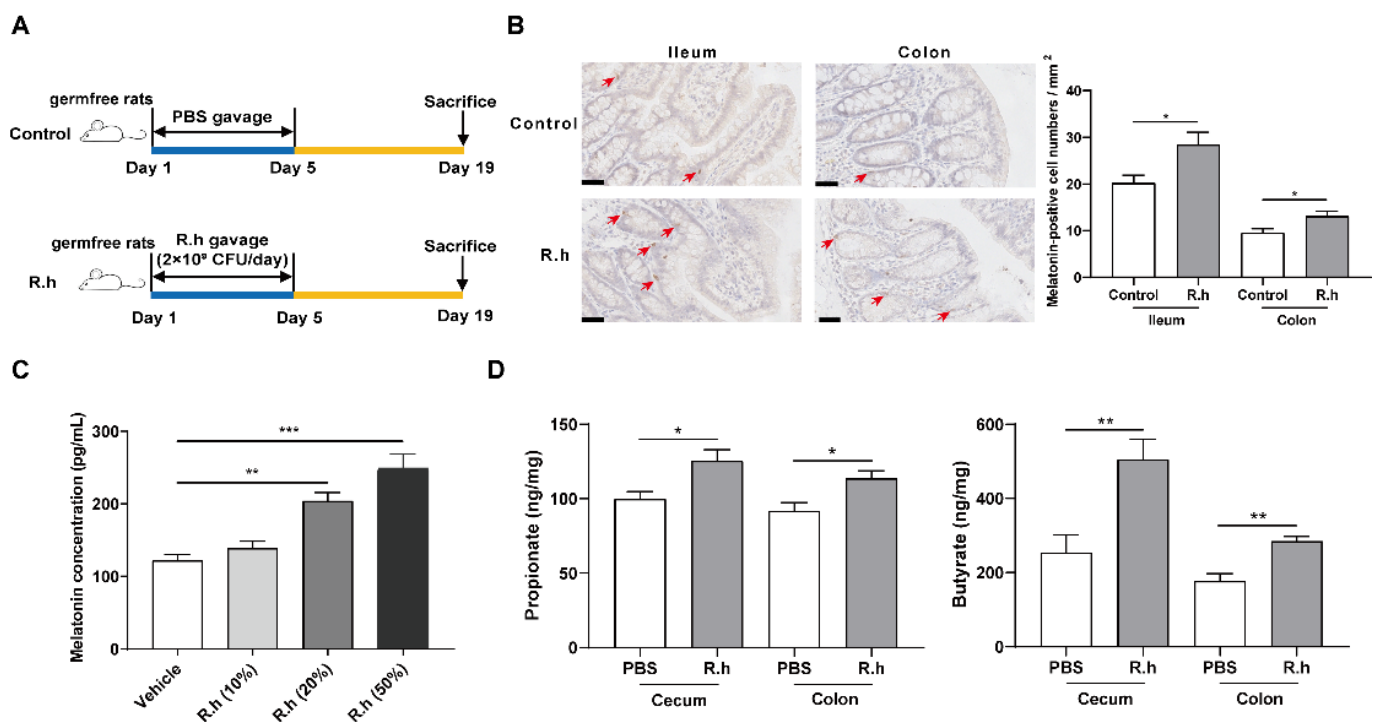 A
germfree rats
Control
PBS gavage
Sacrifice
Day 1
Day 5
Day 19
germfree rats
R.h
R.h gavage
(2×10⁹ CFU/day)
Sacrifice
Day 1
Day 5
Day 19
B
Ileum
Colon
Control
R.h
Melatonin-positive cell numbers / mm²
40
30
20
10
0
*
*
Control
R.h
Control
R.h
Ileum
Colon
C
Melatonin concentration (pg/mL)
300
200
100
0
***
**
Vehicle
R.h (10%)
R.h (20%)
R.h (50%)
D
Propionate (ng/mg)
150
100
50
0
*
*
PBS
R.h
PBS
R.h
Cecum
Colon
Butyrate (ng/mg)
600
400
200
0
**
**
PBS
R.h
PBS
R.h
Cecum
Colon